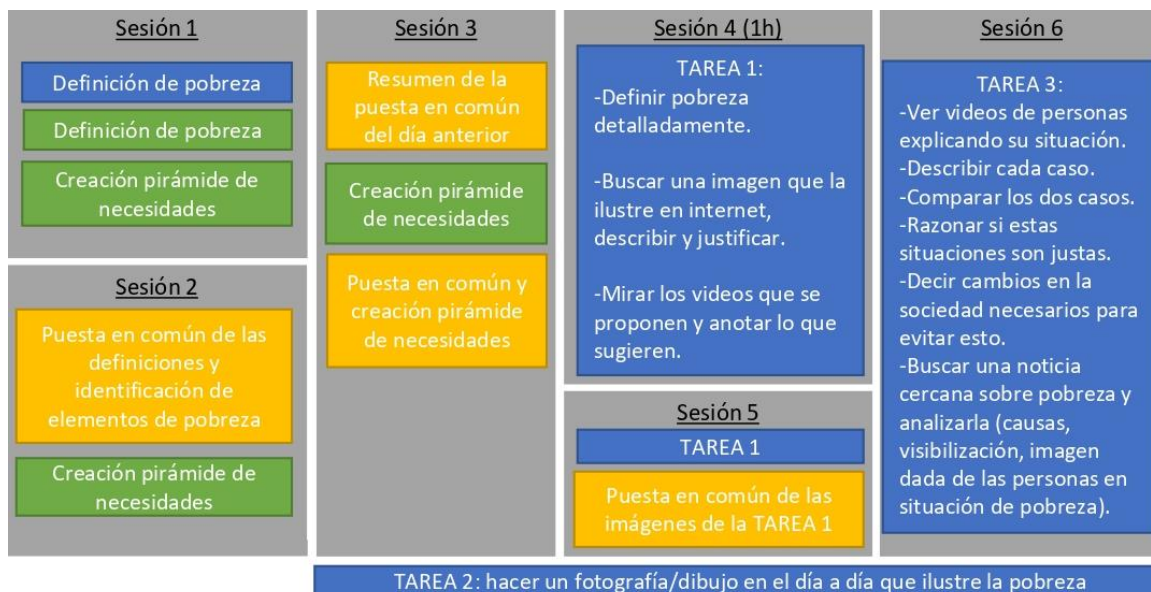 Sesión 1
Definición de pobreza
Definición de pobreza
Creación pirámide de
necesidades
Sesión 2
Puesta en común de las
definiciones y
identificación de
elementos de pobreza
Creación pirámide de
necesidades
Sesión 3
Resumen de la
puesta en común
del día anterior
Creación pirámide
de necesidades
Puesta en común y
creación pirámide
de necesidades
Sesión 4 (1h)
TAREA 1:
-Definir pobreza
detalladamente.
-Buscar una imagen que la
ilustre en internet,
describir y justificar.
-Mirar los videos que se
proponen y anotar lo que
sugieren.
Sesión 5
TAREA 1
Puesta en común de las
imágenes de la TAREA 1
Sesión 6
TAREA 3:
-Ver videos de personas
explicando su situación.
-Describir cada caso.
-Comparar los dos casos.
-Razonar si estas
situaciones son justas.
-Decir cambios en la
sociedad necesarios para
evitar esto.
-Buscar una noticia
cercana sobre pobreza y
analizarla (causas,
visibilización, imagen
dada de las personas en
situación de pobreza).
TAREA 2: hacer un fotografía/dibujo en el día a día que ilustre la pobreza